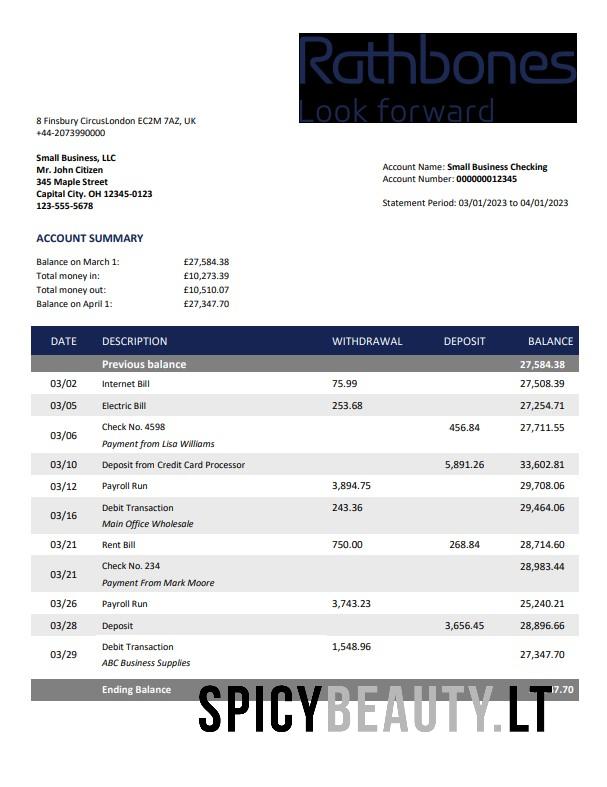 Rathbones
Look forward
8 Finsbury CircusLondon EC2M 7AZ, UK
+44-2073990000
Small Business, LLC
Mr. John Citizen
345 Maple Street
Capital City. OH 12345-0123
123-555-5678
Account Name: Small Business Checking
Account Number: 000000012345
Statement Period: 03/01/2023 to 04/01/2023
ACCOUNT SUMMARY
Balance on March 1: £27,584.38
Total money in: £10,273.39
Total money out: £10,510.07
Balance on April 1: £27,347.70
DATE DESCRIPTION WITHDRAWAL DEPOSIT BALANCE
Previous balance 27,584.38
03/02 Internet Bill 75.99 27,508.39
03/05 Electric Bill 253.68 27,254.71
03/06 Check No. 4598 456.84 27,711.55
Payment from Lisa Williams
03/10 Deposit from Credit Card Processor 5,891.26 33,602.81
03/12 Payroll Run 3,894.75 29,708.06
03/16 Debit Transaction 243.36 29,464.06
Main Office Wholesale
03/21 Rent Bill 750.00 268.84 28,714.60
03/21 Check No. 234 28,983.44
Payment From Mark Moore
03/26 Payroll Run 3,743.23 25,240.21
03/28 Deposit 3,656.45 28,896.66
03/29 Debit Transaction 1,548.96 27,347.70
ABC Business Supplies
Ending Balance
SPICYBEAUTY.LT